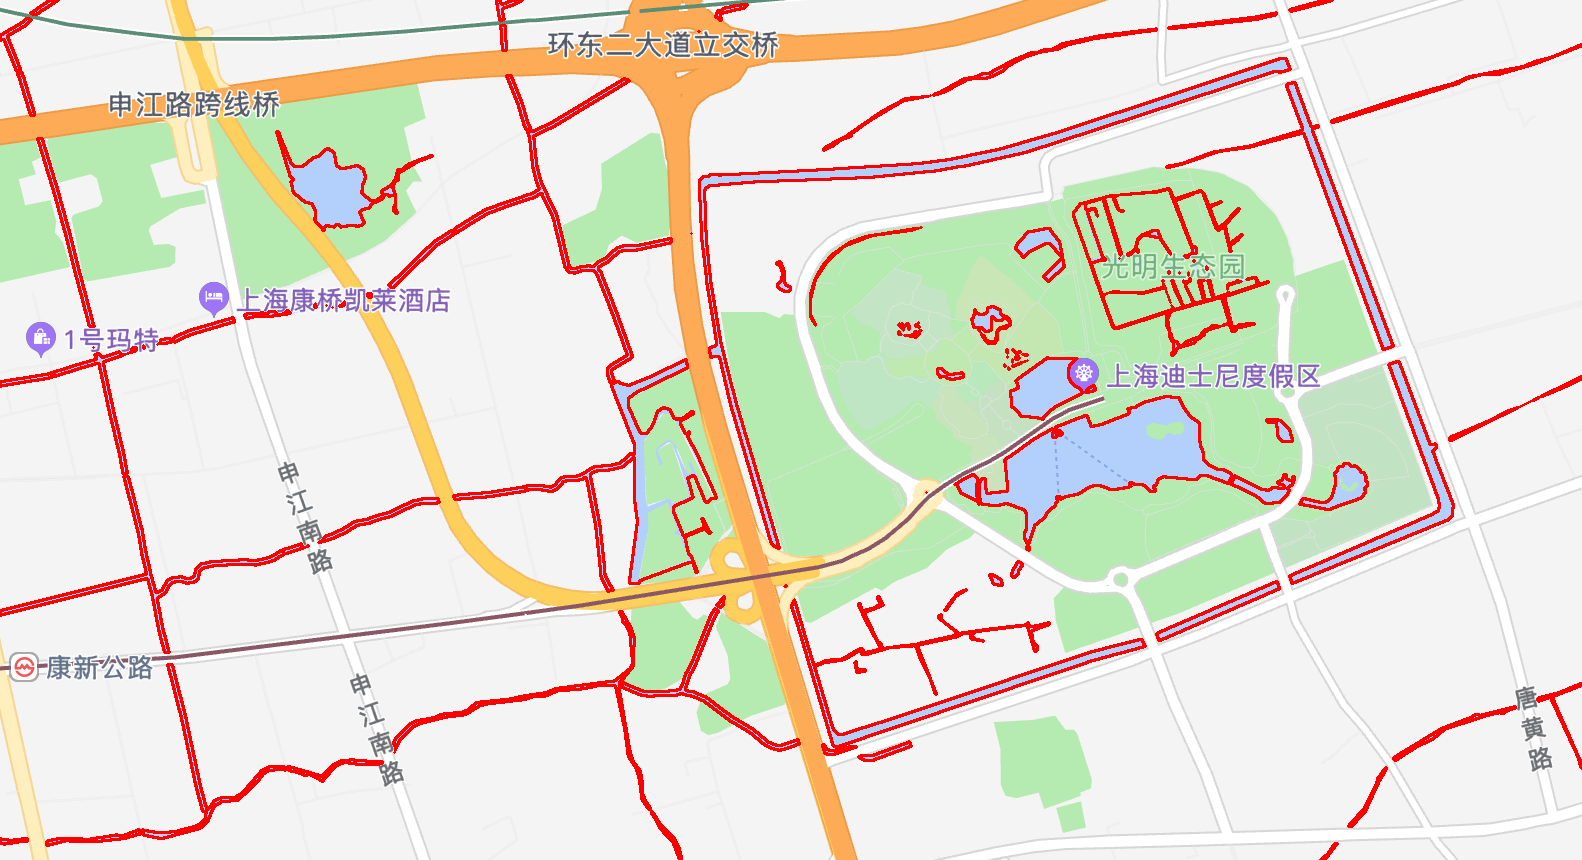 环东二大道立交桥
申江路跨线桥
光明生态园
上海康桥凯莱酒店
1号玛特
上海迪士尼度假区
申江南路
康新公路
申江南路
唐黄路